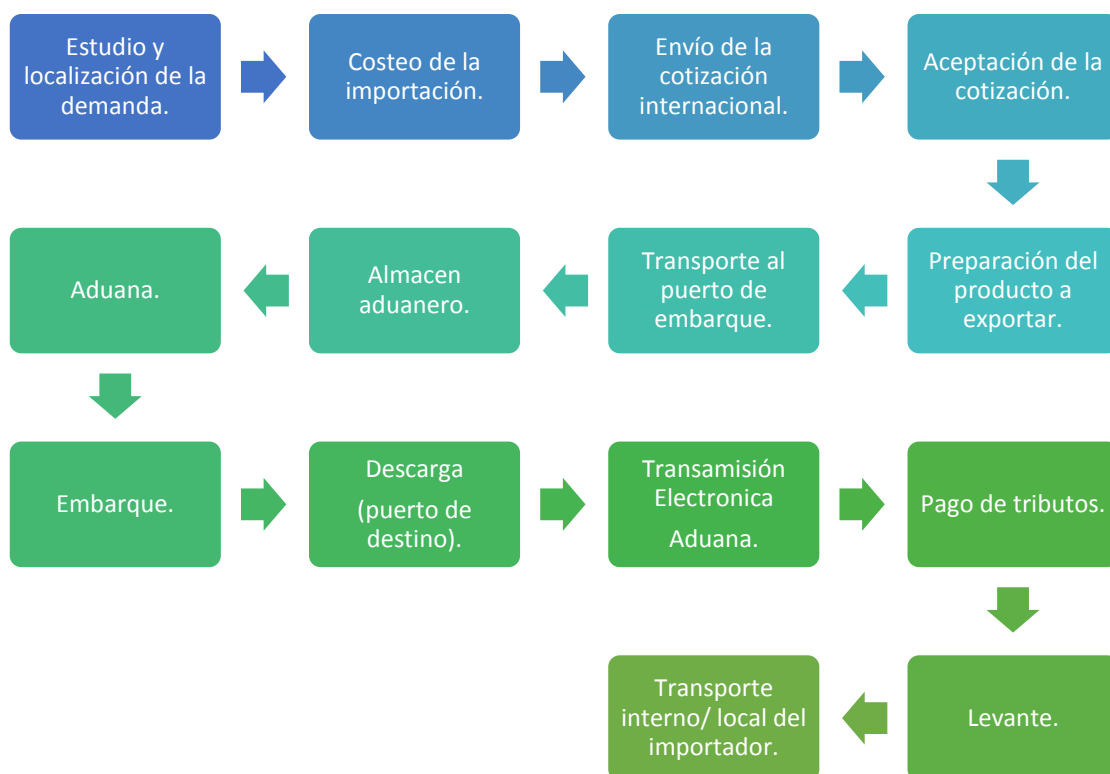 Estudio y
localización de la
demanda.
Costeo de la
importación.
Envío de la
cotización
internacional.
Aceptación de la
cotización.
Preparación del
producto a
exportar.
Transporte al
puerto de
embarque.
Almacen
aduanero.
Aduana.
Embarque.
Descarga
(puerto de
destino).
Transamisión
Electronica
Aduana.
Pago de tributos.
Levante.
Transporte
interno/ local del
importador.